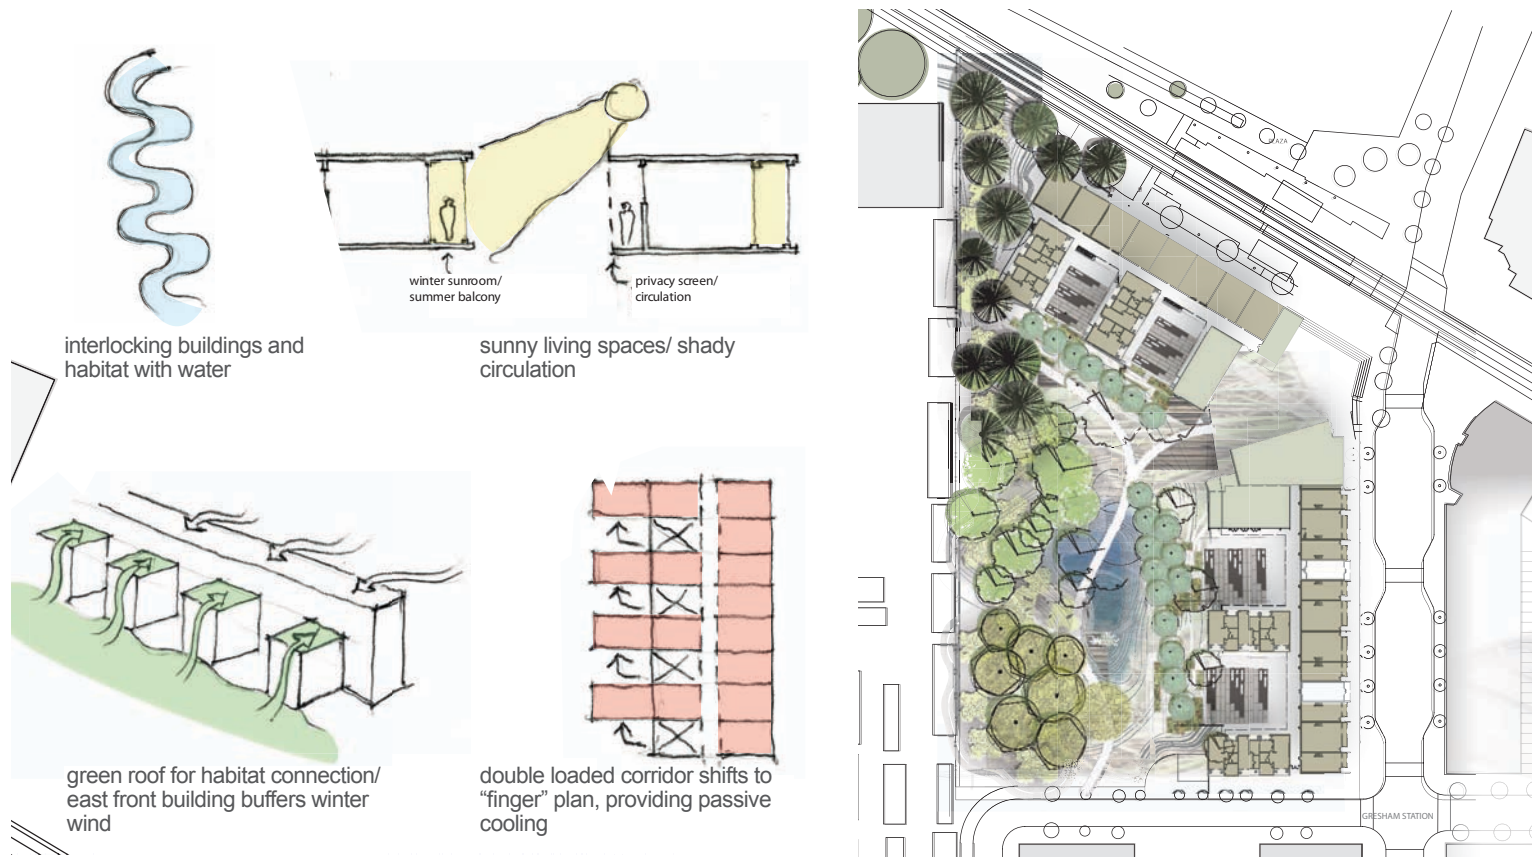 winter sunroom/
summer balcony
privacy screen/
circulation
interlocking buildings and
habitat with water
sunny living spaces/ shady
circulation
green roof for habitat connection/
east front building buffers winter
wind
double loaded corridor shifts to
“finger” plan, providing passive
cooling
PLAZA
GRESHAM STATION